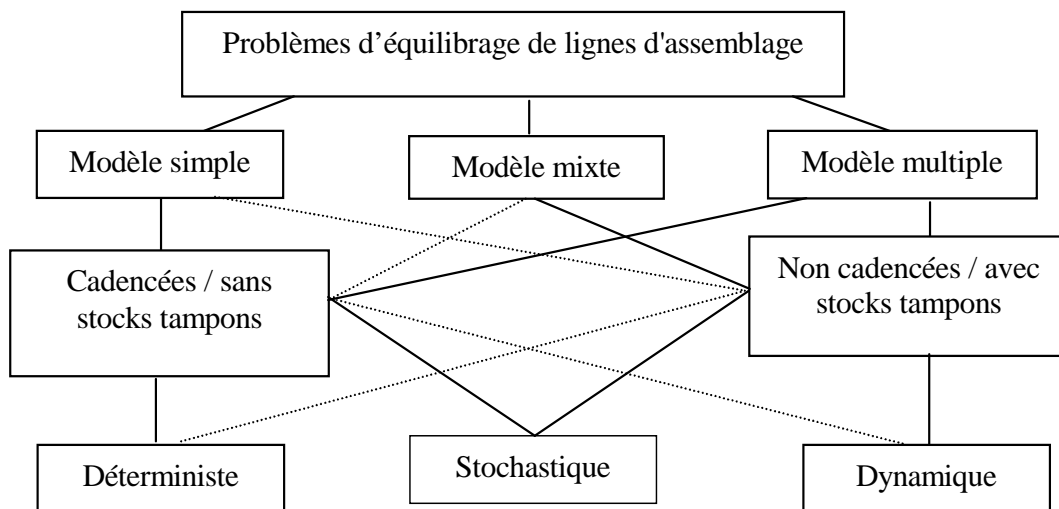 Problèmes d’équilibrage de lignes d'assemblage
Modèle simple
Modèle mixte
Modèle multiple
Cadencées / sans
stocks tampons
Non cadencées / avec
stocks tampons
Déterministe
Stochastique
Dynamique